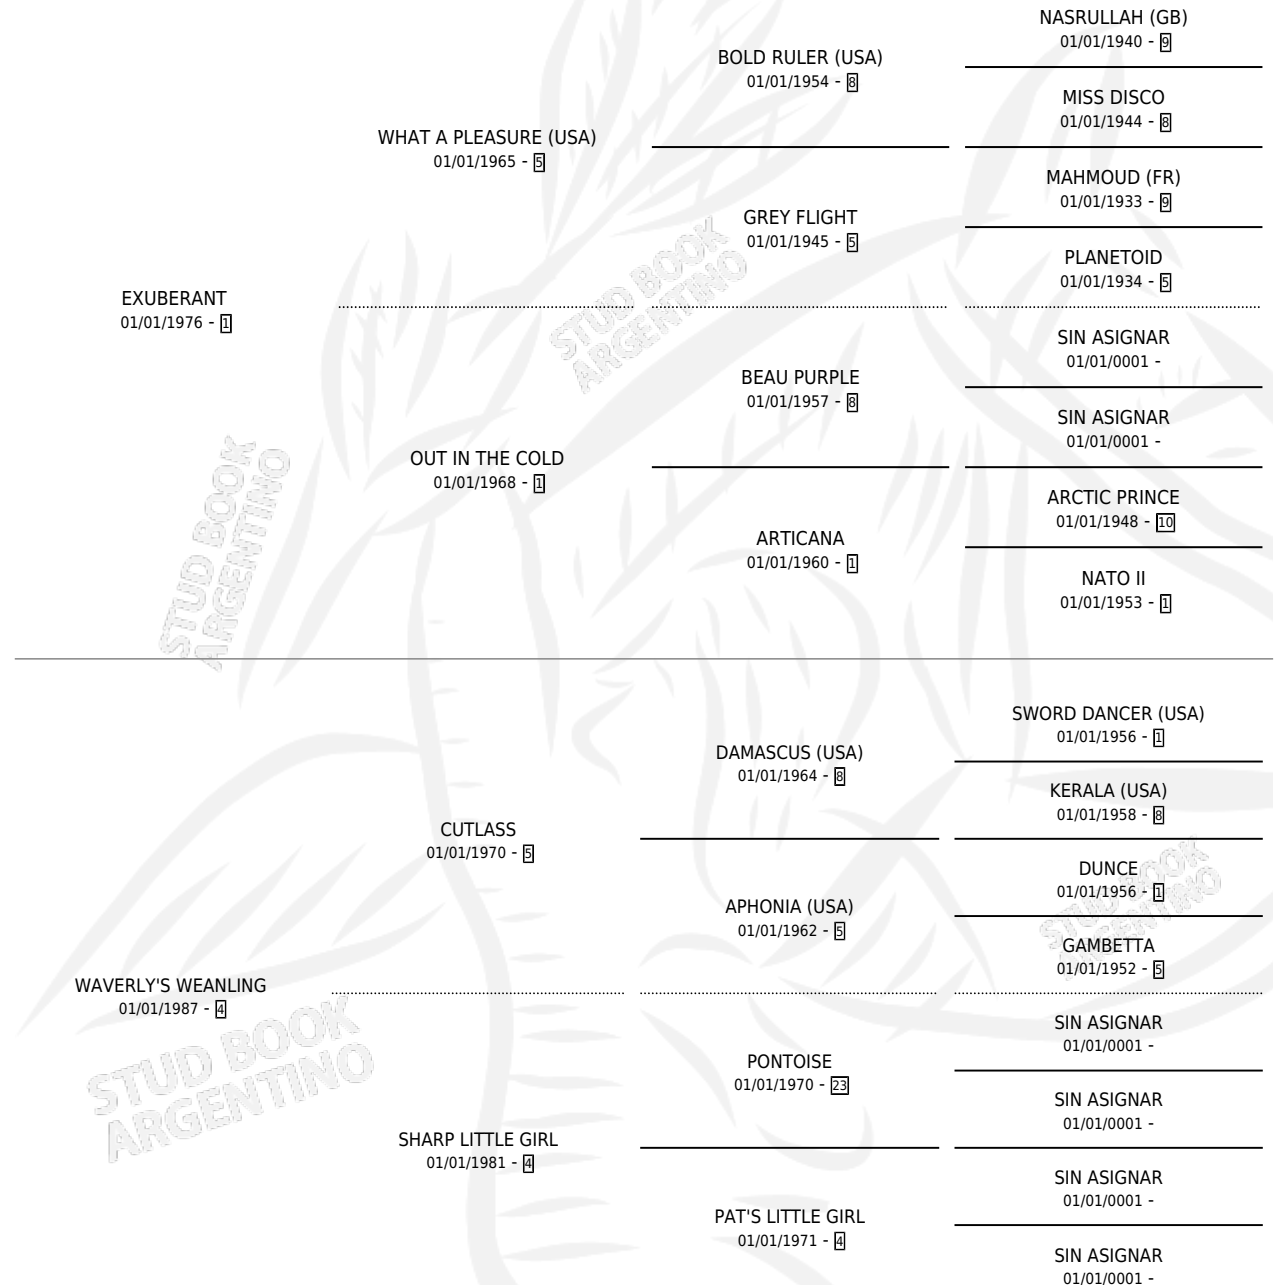 NASRULLAH (GB)
01/01/1940 - 9
BOLD RULER (USA)
01/01/1954 - 8
MISS DISCO
01/01/1944 - 8
WHAT A PLEASURE (USA)
01/01/1965 - 5
MAHMOUD (FR)
01/01/1933 - 9
GREY FLIGHT
01/01/1945 - 5
PLANETOID
01/01/1934 - 5
EXUBERANT
01/01/1976 - 1
SIN ASIGNAR
01/01/0001 -
BEAU PURPLE
01/01/1957 - 8
SIN ASIGNAR
01/01/0001 -
OUT IN THE COLD
01/01/1968 - 1
ARCTIC PRINCE
01/01/1948 - 10
ARTICANA
01/01/1960 - 1
NATO II
01/01/1953 - 1
SWORD DANCER (USA)
01/01/1956 - 1
DAMASCUS (USA)
01/01/1964 - 8
KERALA (USA)
01/01/1958 - 8
CUTLASS
01/01/1970 - 5
DUNCE
01/01/1956 - 1
APHONIA (USA)
01/01/1962 - 5
GAMBETTA
01/01/1952 - 5
WAVERLY'S WEANLING
01/01/1987 - 4
SIN ASIGNAR
01/01/0001 -
PONTOISE
01/01/1970 - 23
SIN ASIGNAR
01/01/0001 -
SHARP LITTLE GIRL
01/01/1981 - 4
SIN ASIGNAR
01/01/0001 -
PAT'S LITTLE GIRL
01/01/1971 - 4
SIN ASIGNAR
01/01/0001 -
STUD BOOK
ARGENTINO
STUD BOOK
ARGENTINO
STUD BOOK
ARGENTINO
STUD BOOK
ARGENTINO